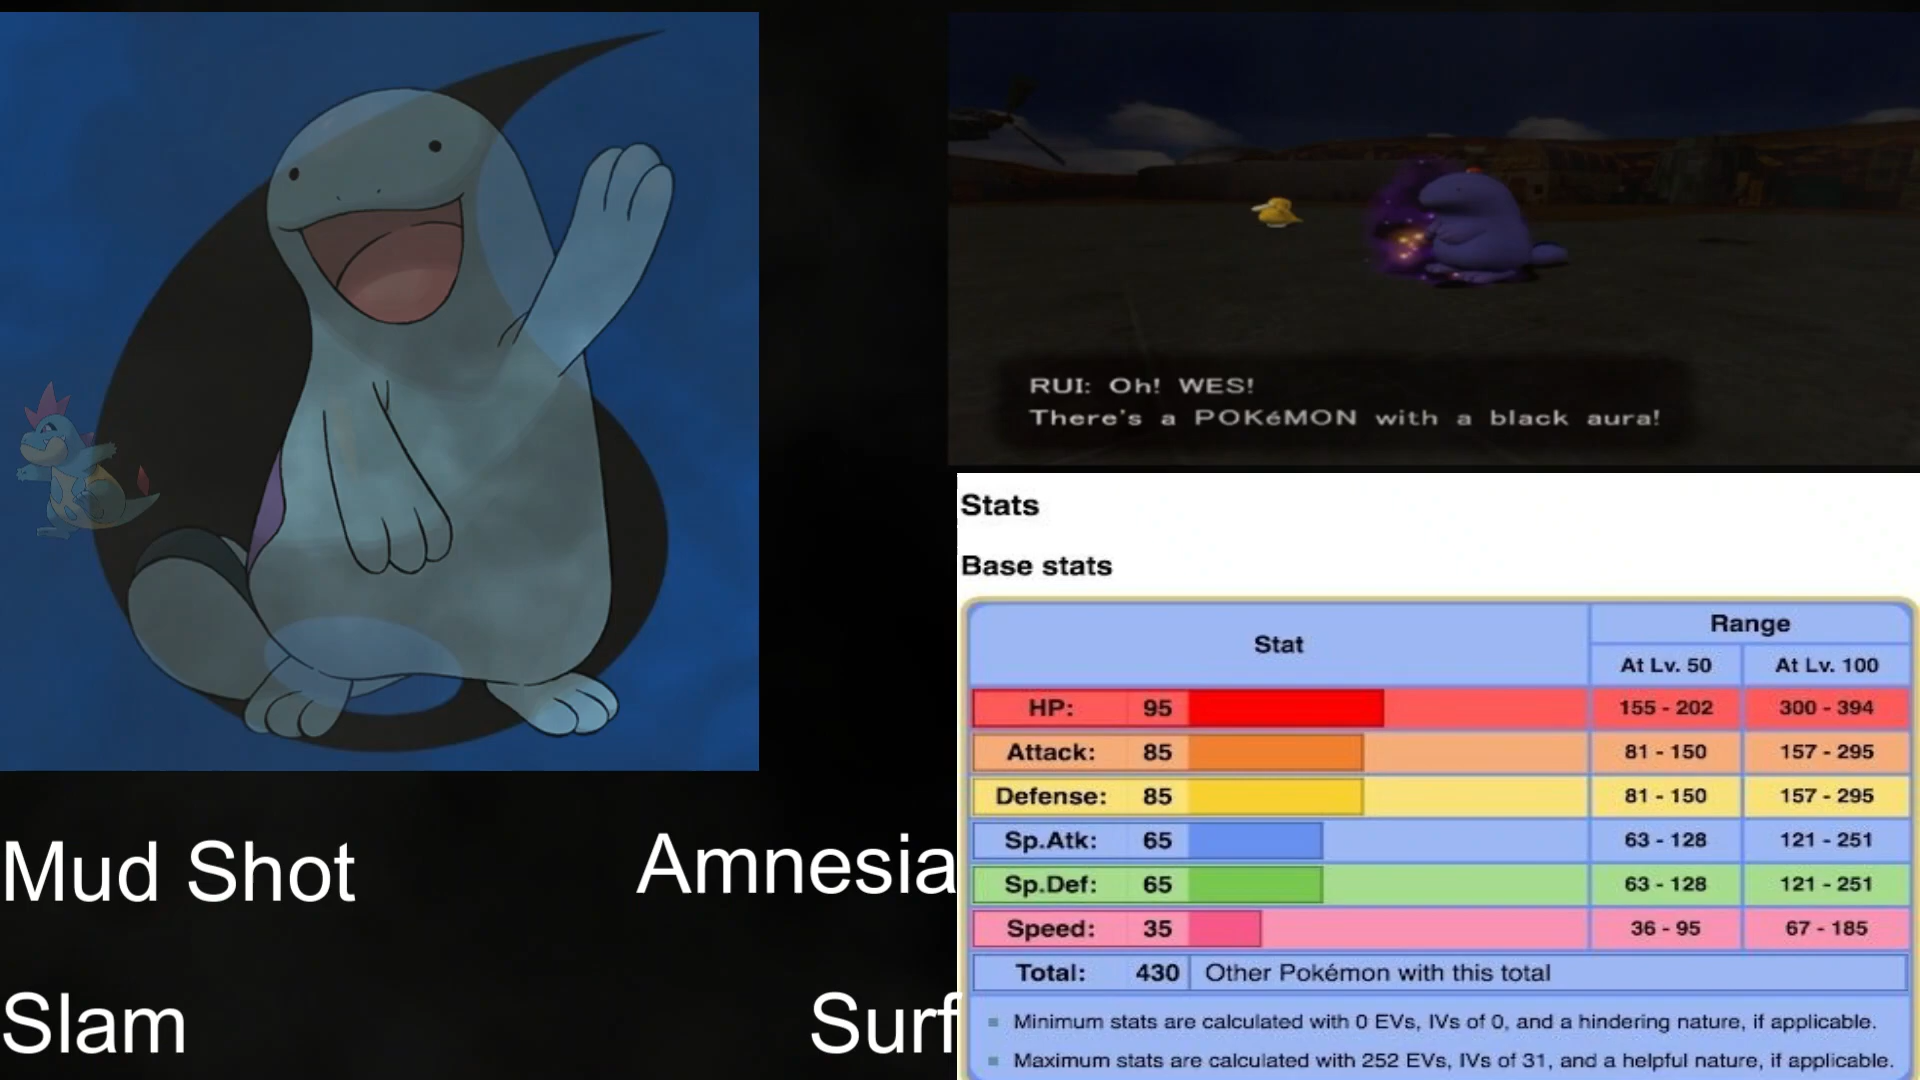 RUI: Oh! WES!
There's a POKéMON with a black aura!
Stats
Base stats
Stat
Range
At Lv. 50
At Lv. 100
HP: 95 155 - 202 300 - 394
Attack: 85 81 - 150 157 - 295
Defense: 85 81 - 150 157 - 295
Sp.Atk: 65 63 - 128 121 - 251
Sp.Def: 65 63 - 128 121 - 251
Speed: 35 36 - 95 67 - 185
Total: 430 Other Pokémon with this total
Minimum stats are calculated with 0 EVs, IVs of 0, and a hindering nature, if applicable.
Maximum stats are calculated with 252 EVs, IVs of 31, and a helpful nature, if applicable.
Mud Shot
Amnesia
Slam
Surf